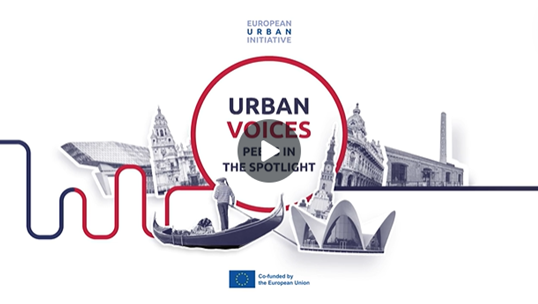 EUROPEAN
URBAN
INITIATIVE
URBAN
VOICES
IN
THE SPOTLIGHT
Co-funded by
the European Union